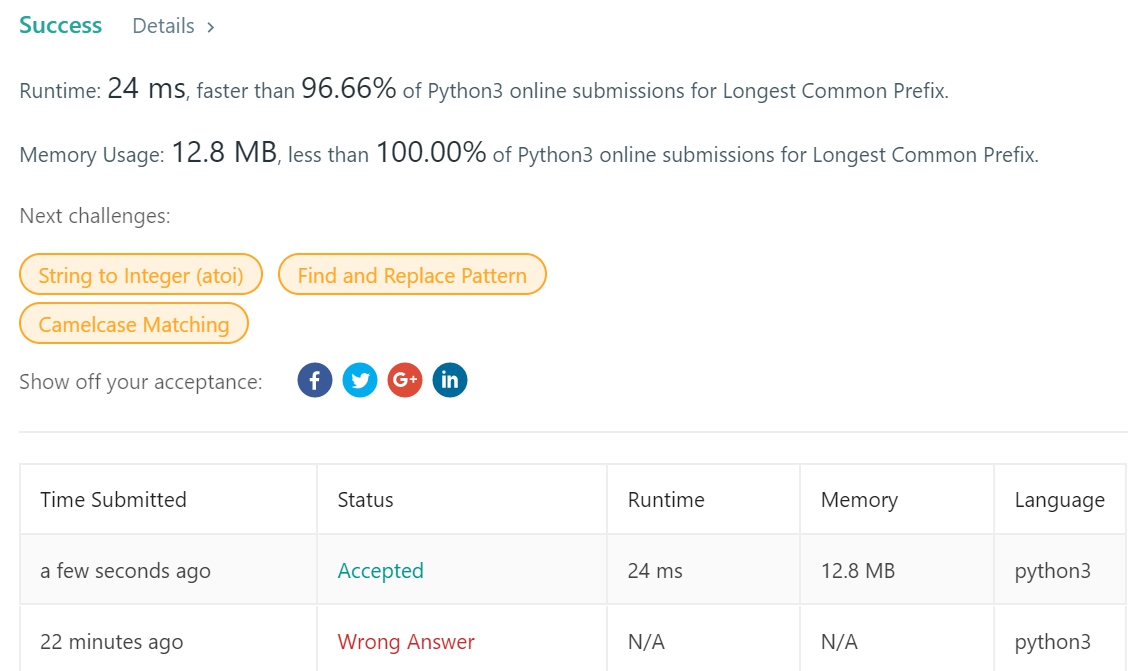 Success Details >
Runtime: 24 ms, faster than 96.66% of Python3 online submissions for Longest Common Prefix.
Memory Usage: 12.8 MB, less than 100.00% of Python3 online submissions for Longest Common Prefix.
Next challenges:
String to Integer (atoi) Find and Replace Pattern
Camelcase Matching
Show off your acceptance: f G+ in
Time Submitted Status Runtime Memory Language
a few seconds ago Accepted 24 ms 12.8 MB python3
22 minutes ago Wrong Answer N/A N/A python3